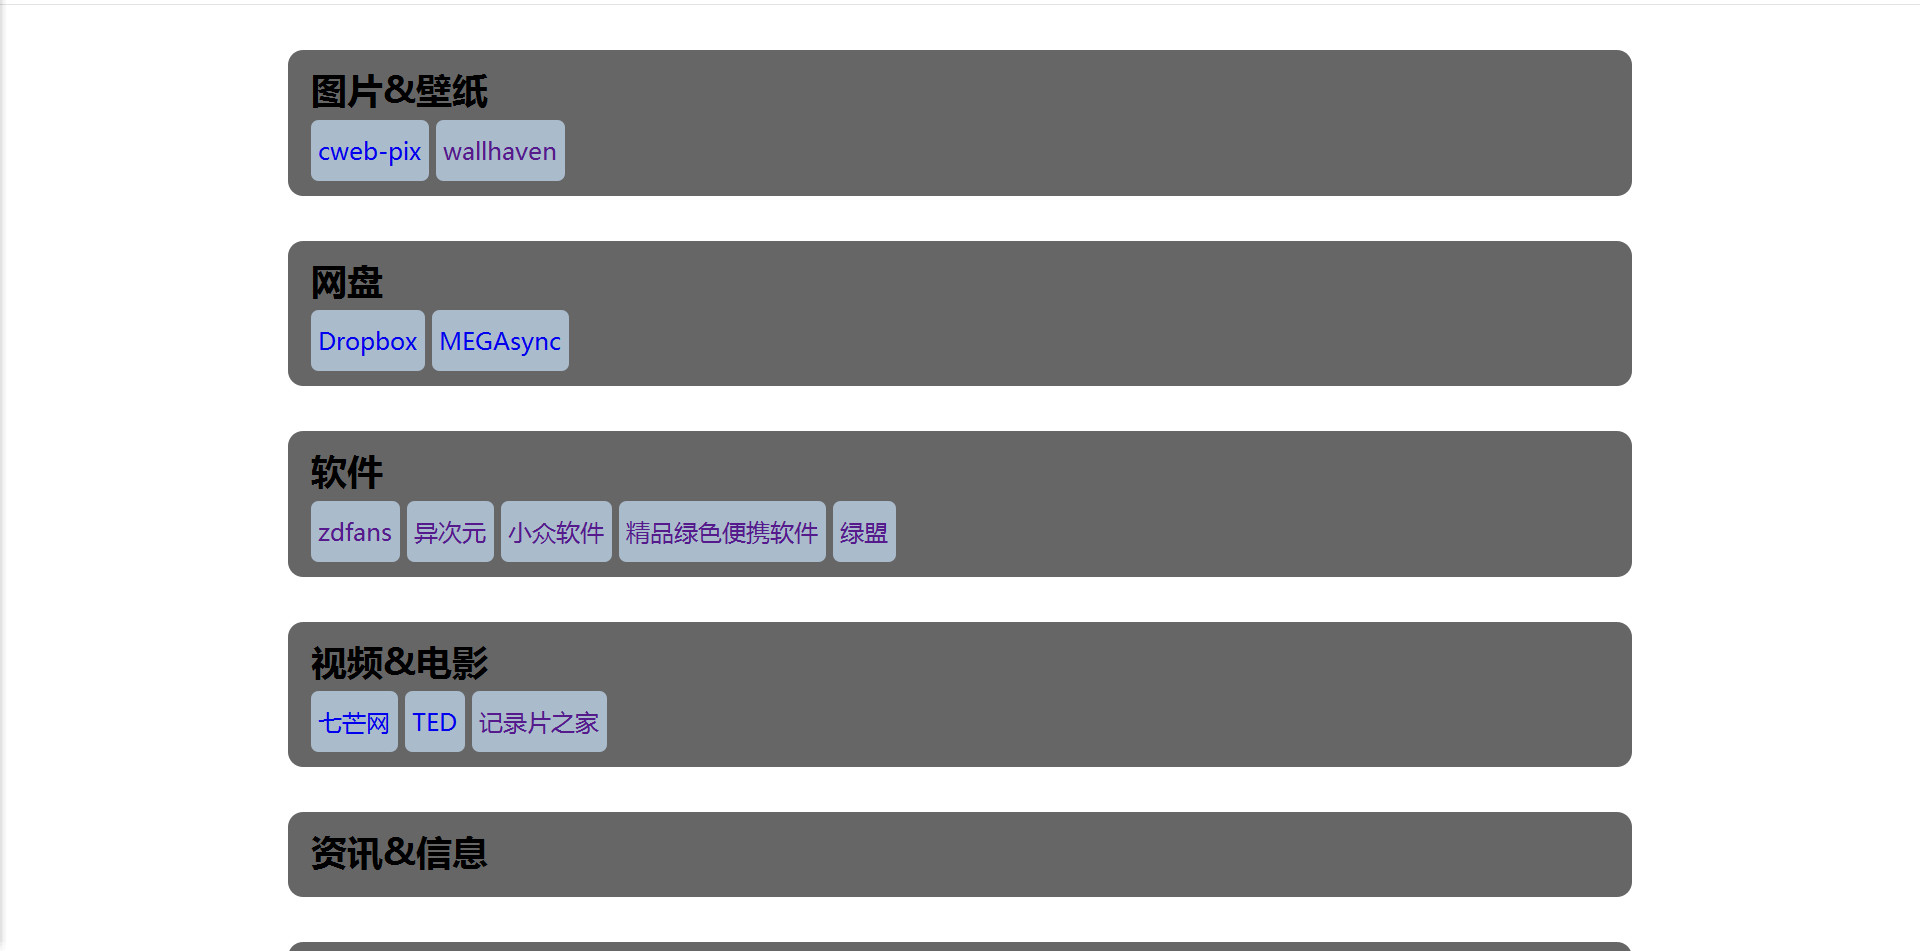 图片&壁纸
cweb-pix wallhaven
网盘
Dropbox MEGAsync
软件
zdfans 异次元 小众软件 精品绿色便携软件 绿盟
视频&电影
七芒网 TED 记录片之家
资讯&信息